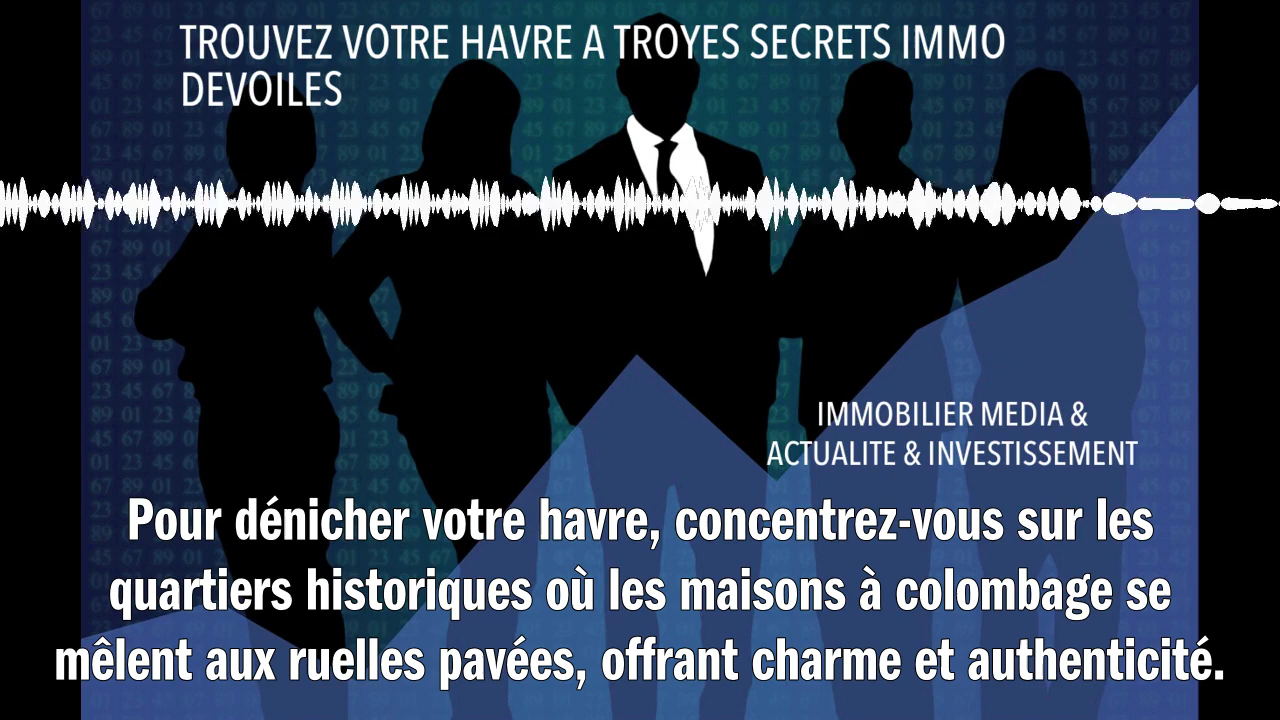 TROUVEZ VOTRE HAVRE A TROYES SECRETS IMMO
DEVOILES
IMMOBILIER MEDIA &
ACTUALITE & INVESTISSEMENT
Pour dénicher votre havre, concentrez-vous sur les
quartiers historiques où les maisons à colombage se
mêlent aux ruelles pavées, offrant charme et authenticité.